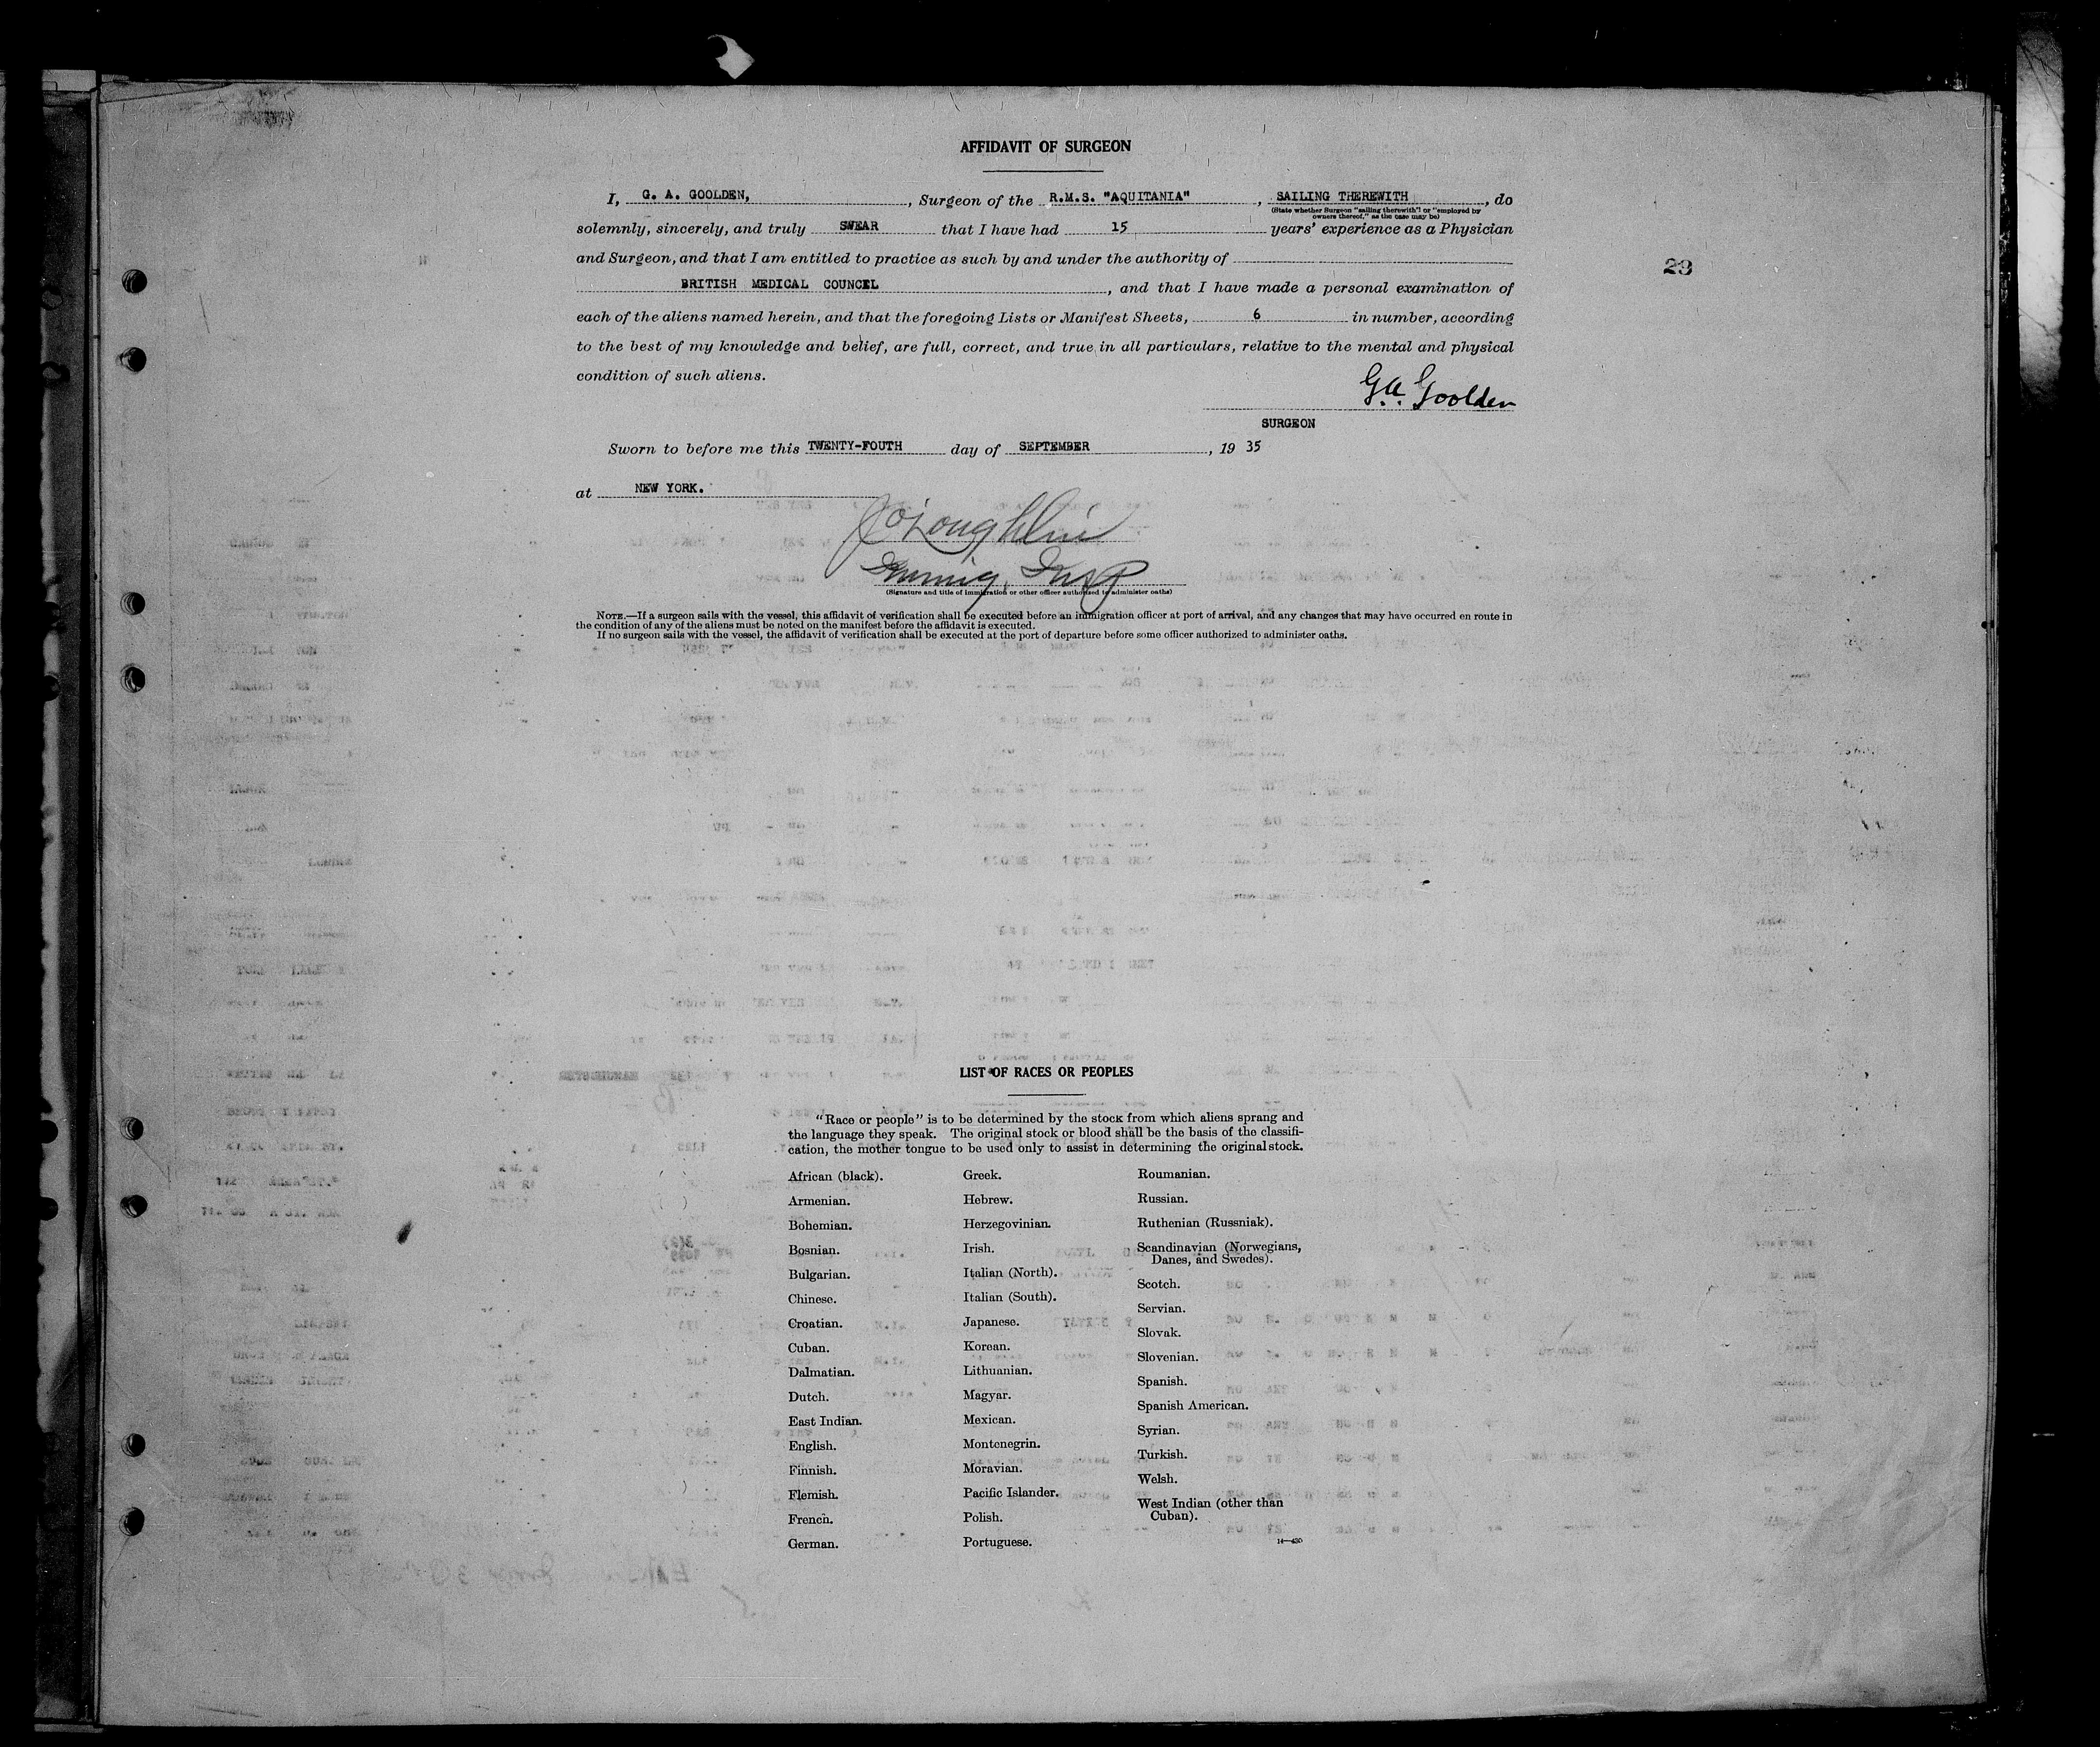 AFFIDAVIT OF SURGEON
I, G. A. GOOLDEN, , Surgeon of the R.M.S. "AQUITANIA" , SAILING THEREWITH , do
(State whether Surgeon "sailing therewith" or "employed by
owners thereof," as the case may be)
solemnly, sincerely, and truly SWEAR that I have had 15 years' experience as a Physician
and Surgeon, and that I am entitled to practice as such by and under the authority of
23
BRITISH MEDICAL COUNCEL , and that I have made a personal examination of
each of the aliens named herein, and that the foregoing Lists or Manifest Sheets, 6 in number, according
to the best of my knowledge and belief, are full, correct, and true in all particulars, relative to the mental and physical
condition of such aliens.
G.A. Goolden
SURGEON
Sworn to before me this TWENTY-FOUTH day of SEPTEMBER , 19 35
at NEW YORK.
J O'Loughlin
Immig. Insp
(Signature and title of immigration or other officer authorized to administer oaths)
NOTE.—If a surgeon sails with the vessel, this affidavit of verification shall be executed before an immigration officer at port of arrival, and any changes that may have occurred en route in
the condition of any of the aliens must be noted on the manifest before the affidavit is executed.
If no surgeon sails with the vessel, the affidavit of verification shall be executed at the port of departure before some officer authorized to administer oaths.
LIST OF RACES OR PEOPLES
"Race or people" is to be determined by the stock from which aliens sprang and
the language they speak. The original stock or blood shall be the basis of the classifi-
cation, the mother tongue to be used only to assist in determining the original stock.
African (black).
Armenian.
Bohemian.
Bosnian.
Bulgarian.
Chinese.
Croatian.
Cuban.
Dalmatian.
Dutch.
East Indian.
English.
Finnish.
Flemish.
French.
German.
Greek.
Hebrew.
Herzegovinian.
Irish.
Italian (North).
Italian (South).
Japanese.
Korean.
Lithuanian.
Magyar.
Mexican.
Montenegrin.
Moravian.
Pacific Islander.
Polish.
Portuguese.
Roumanian.
Russian.
Ruthenian (Russniak).
Scandinavian (Norwegians,
Danes, and Swedes).
Scotch.
Servian.
Slovak.
Slovenian.
Spanish.
Spanish American.
Syrian.
Turkish.
Welsh.
West Indian (other than
Cuban).